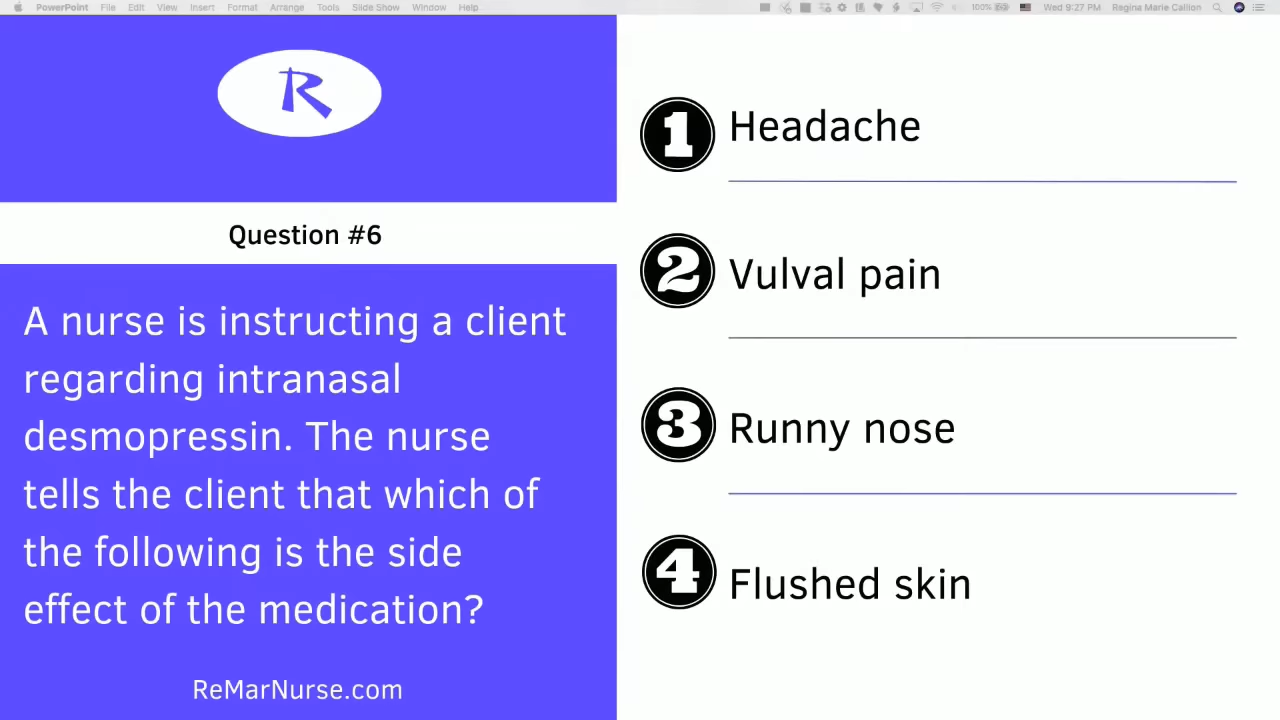 PowerPoint File Edit View Insert Format Arrange Tools Slide Show Window Help 100% Wed 9:27 PM Regina Marie Callion
R
Question #6
A nurse is instructing a client
regarding intranasal
desmopressin. The nurse
tells the client that which of
the following is the side
effect of the medication?
ReMarNurse.com
1 Headache
2 Vulval pain
3 Runny nose
4 Flushed skin